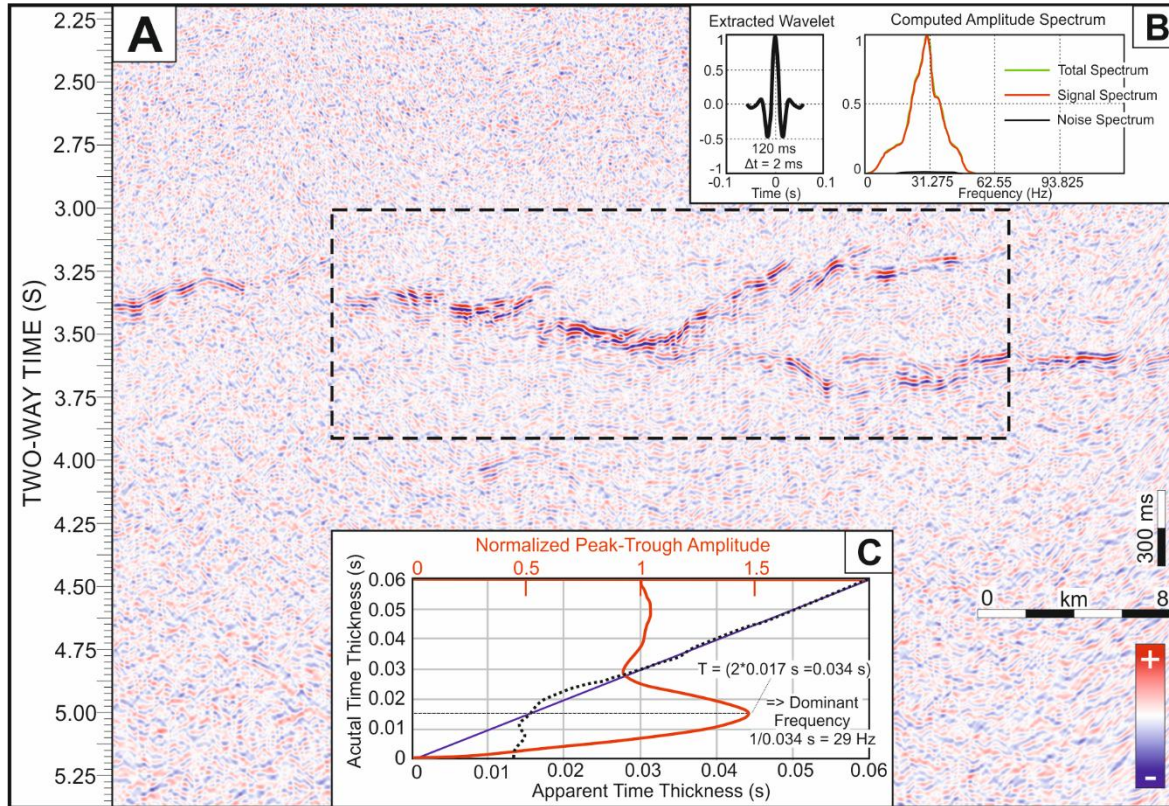 A
TWO-WAY TIME (S)
2.25
2.50
2.75
3.00
3.25
3.50
3.75
4.00
4.25
4.50
4.75
5.00
5.25
B
Extracted Wavelet
1
0.5
0.0
-0.5
-1
120 ms
Δt = 2 ms
-0.1 0 0.1
Time (s)
Computed Amplitude Spectrum
1
0.5
0
Total Spectrum
Signal Spectrum
Noise Spectrum
0 31.275 62.55 93.825
Frequency (Hz)
C
Normalized Peak-Trough Amplitude
0 0.5 1 1.5
Acutal Time Thickness (s)
0.06
0.05
0.04
0.03
0.02
0.01
0
T = (2*0.017 s =0.034 s)
=> Dominant
Frequency
1/0.034 s = 29 Hz
0 0.01 0.02 0.03 0.04 0.05 0.06
Apparent Time Thickness (s)
300 ms
0 km 8
+
-